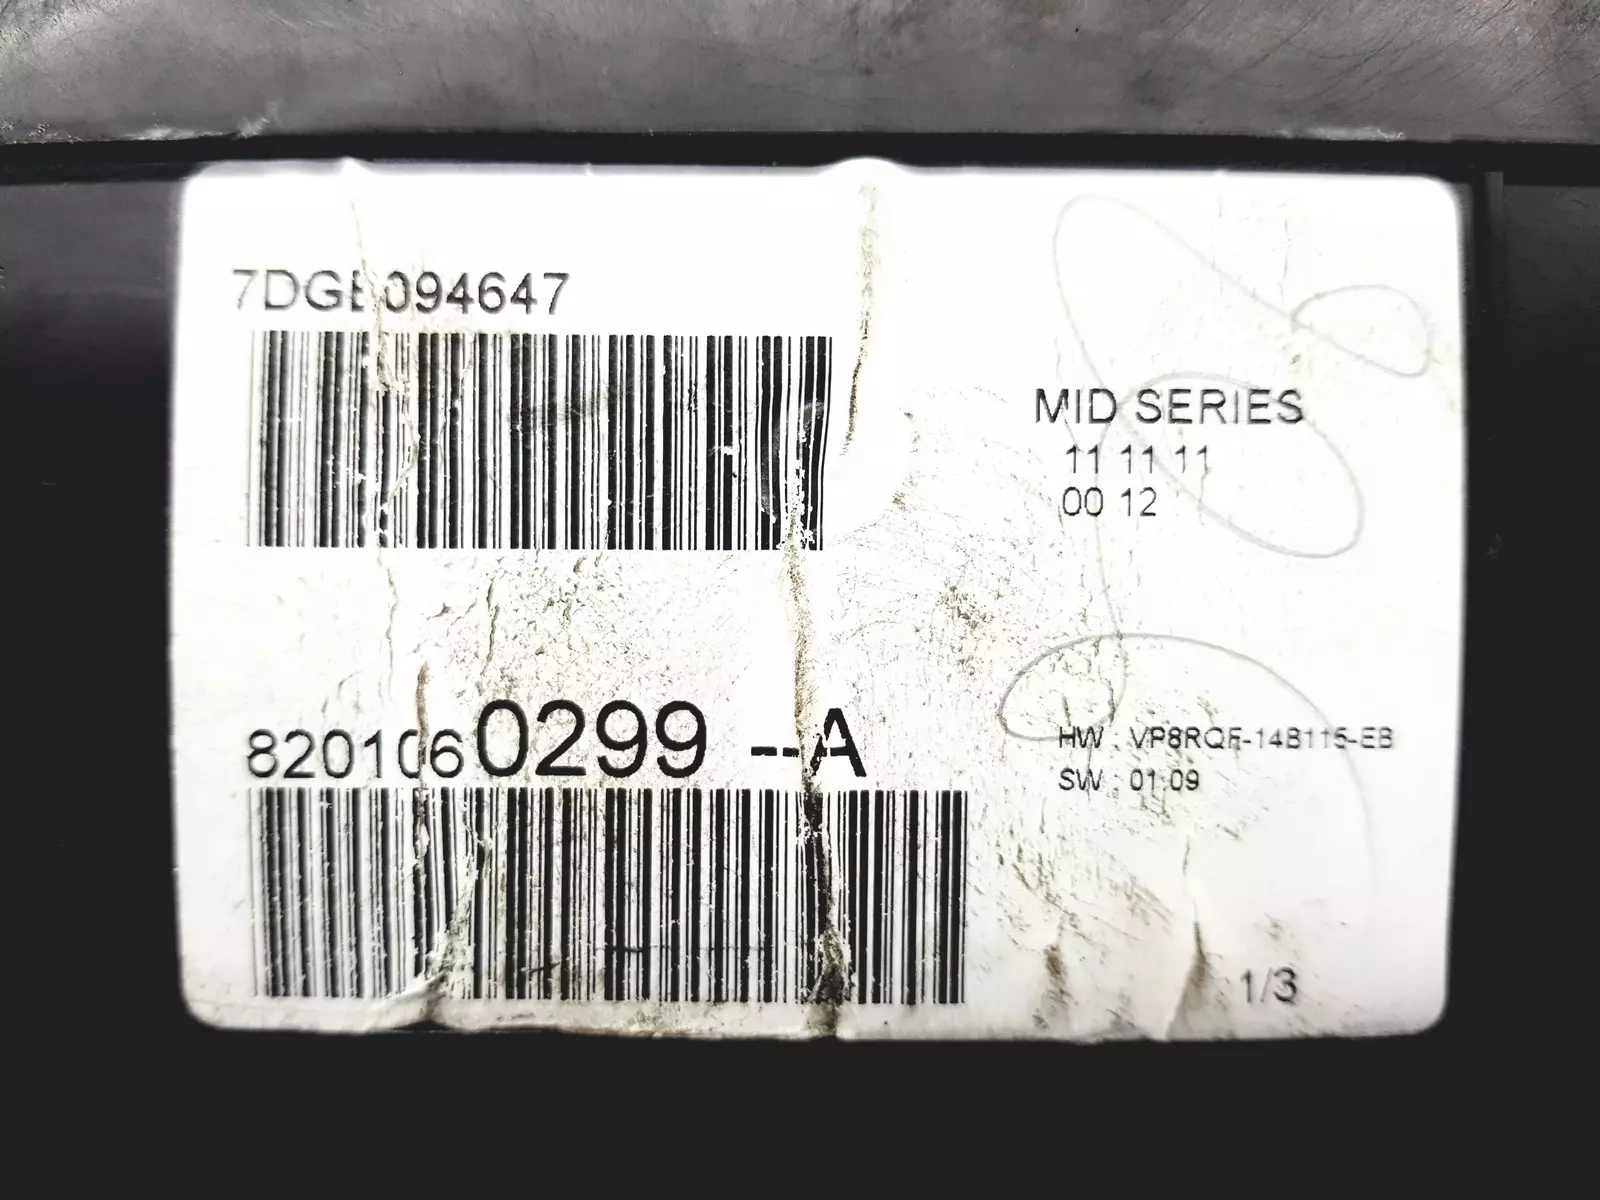 7DGE094647
MID SERIES
11 11 11
00 12
8201060299 --A
HW : VP8RQF-14B115-EB
SW : 01.09
1/3